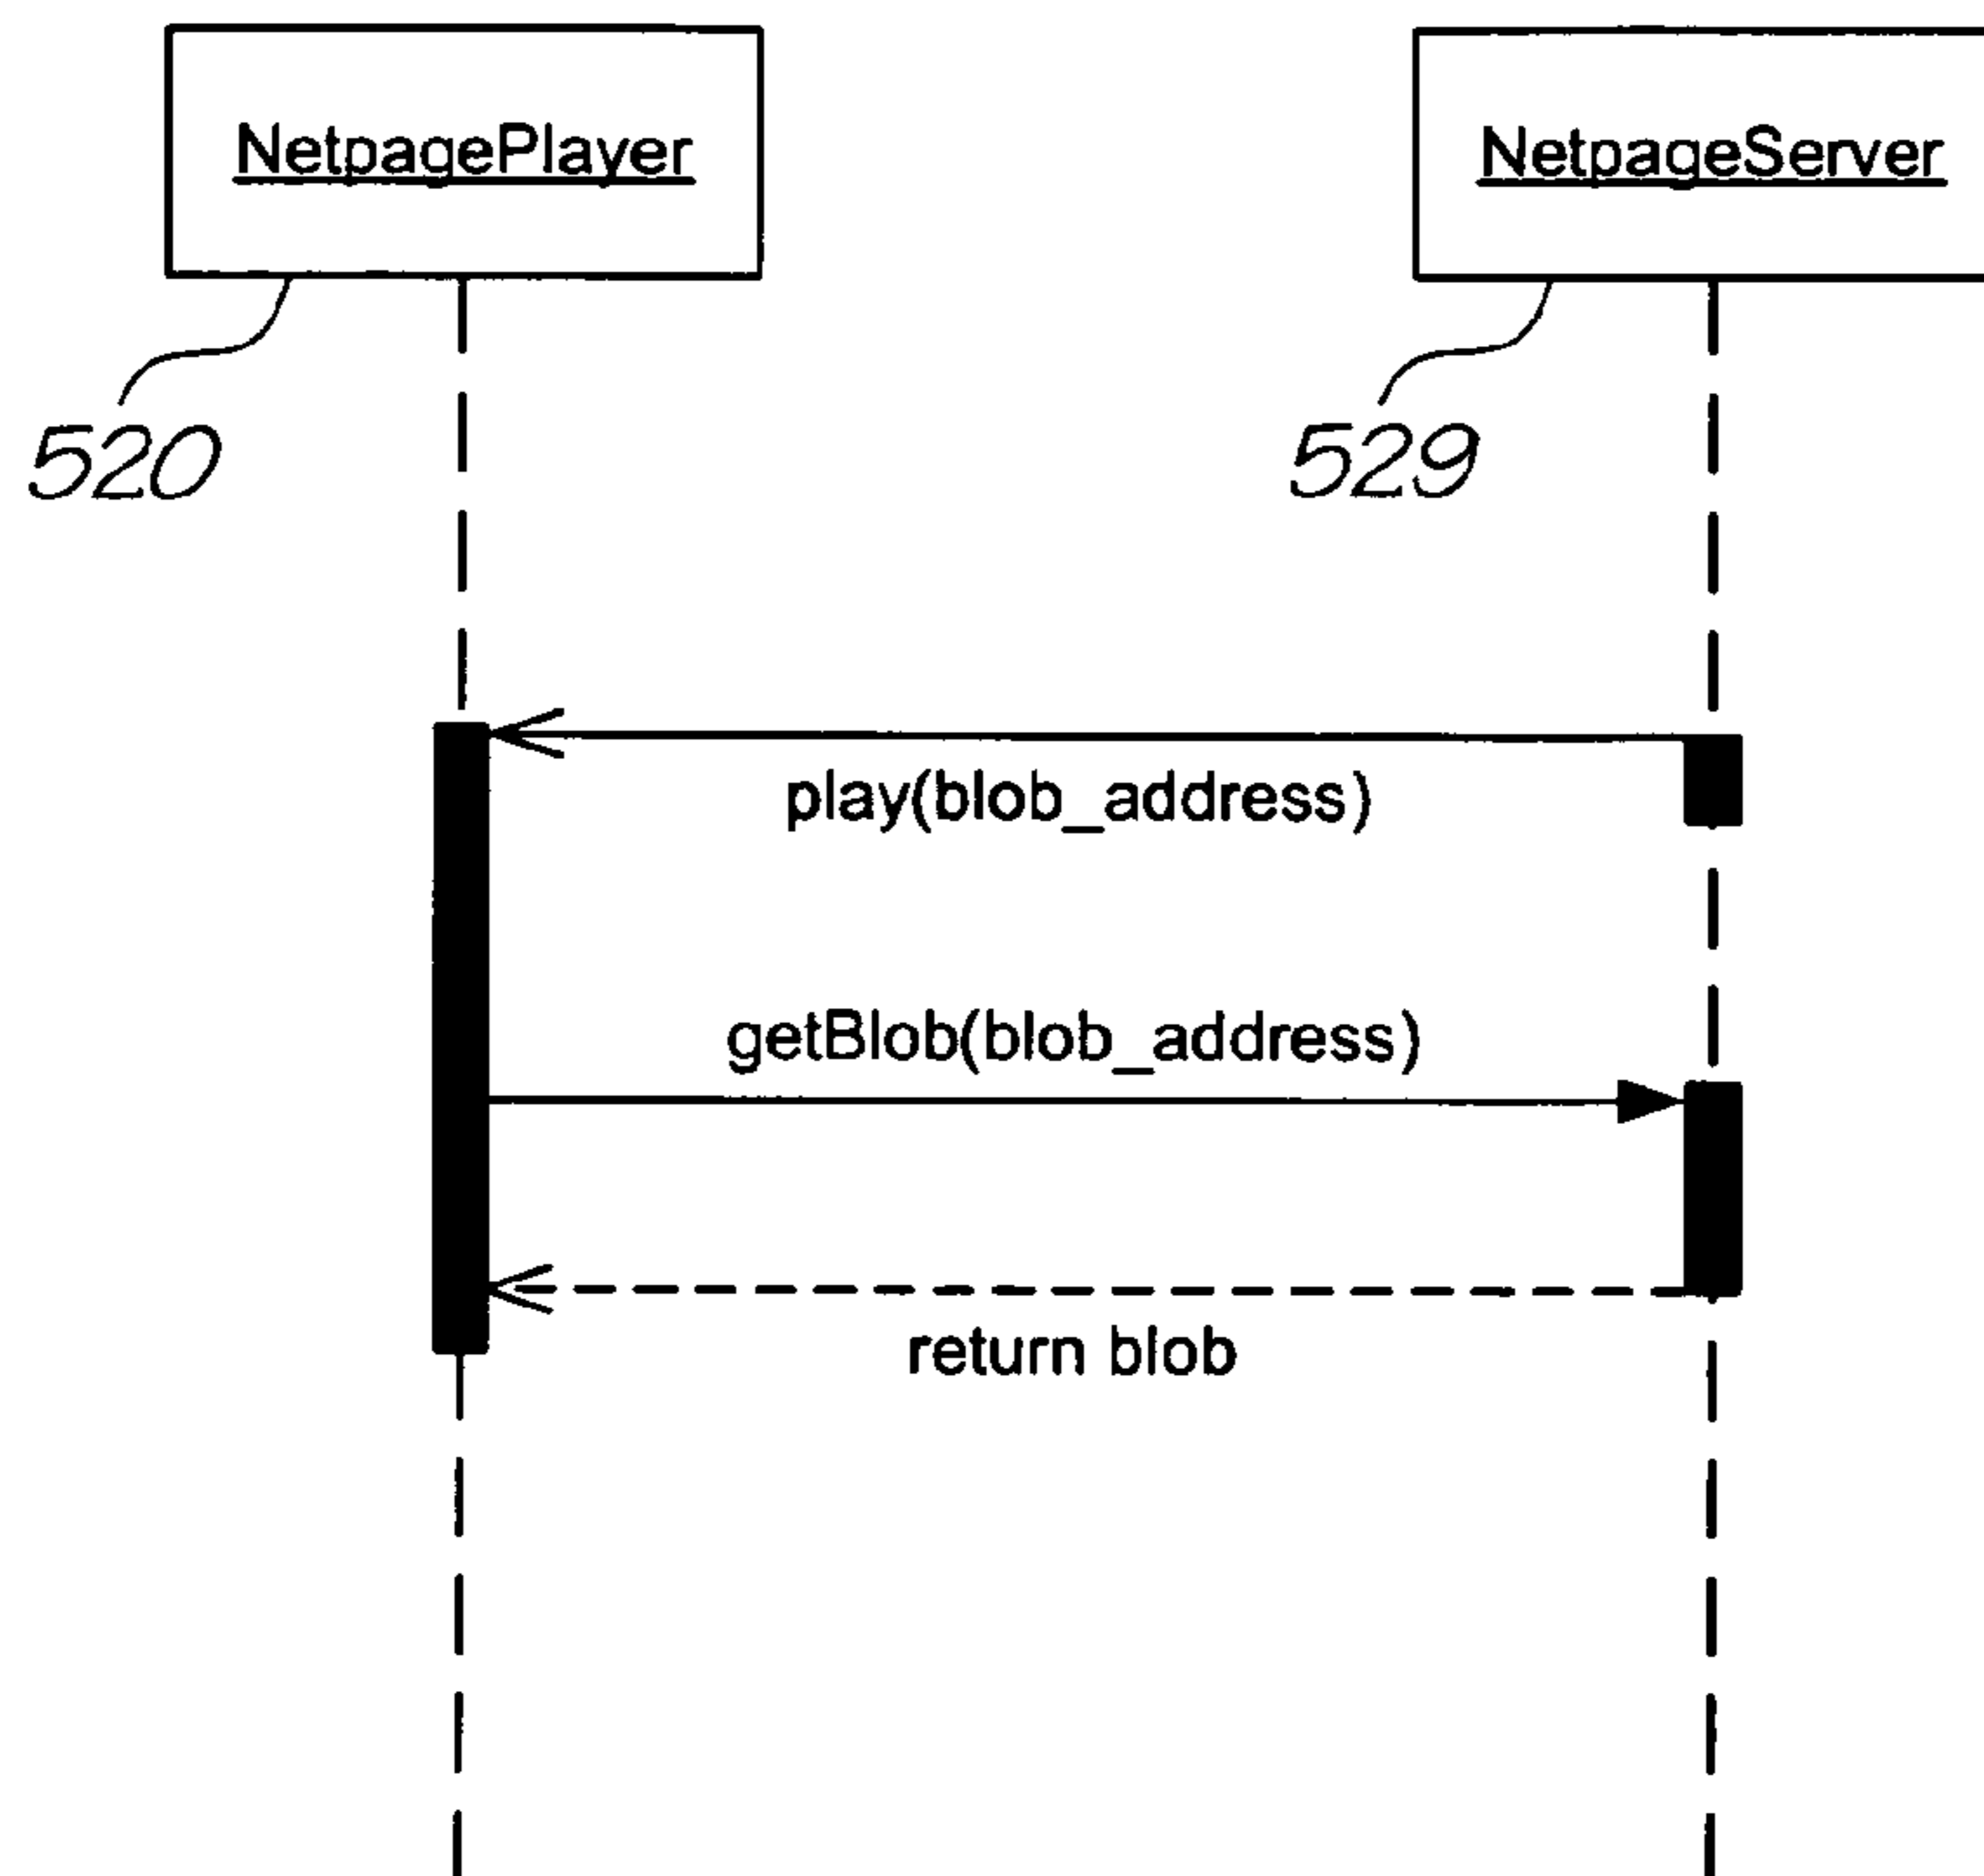 NetpagePlayer
NetpageServer
520
529
play(blob_address)
getBlob(blob_address)
return blob